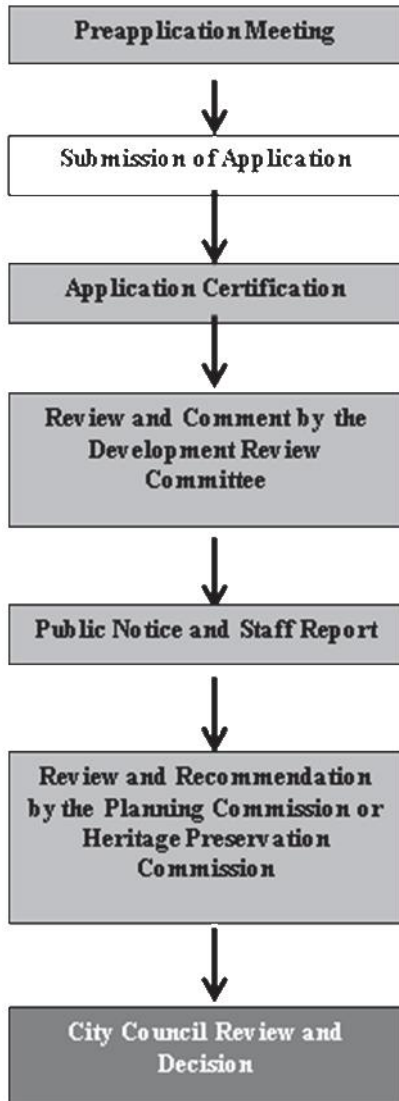 Preapplication Meeting
Submission of Application
Application Certification
Review and Comment by the
Development Review
Committee
Public Notice and Staff Report
Review and Recommendation
by the Planning Commission or
Heritage Preservation
Commission
City Council Review and
Decision